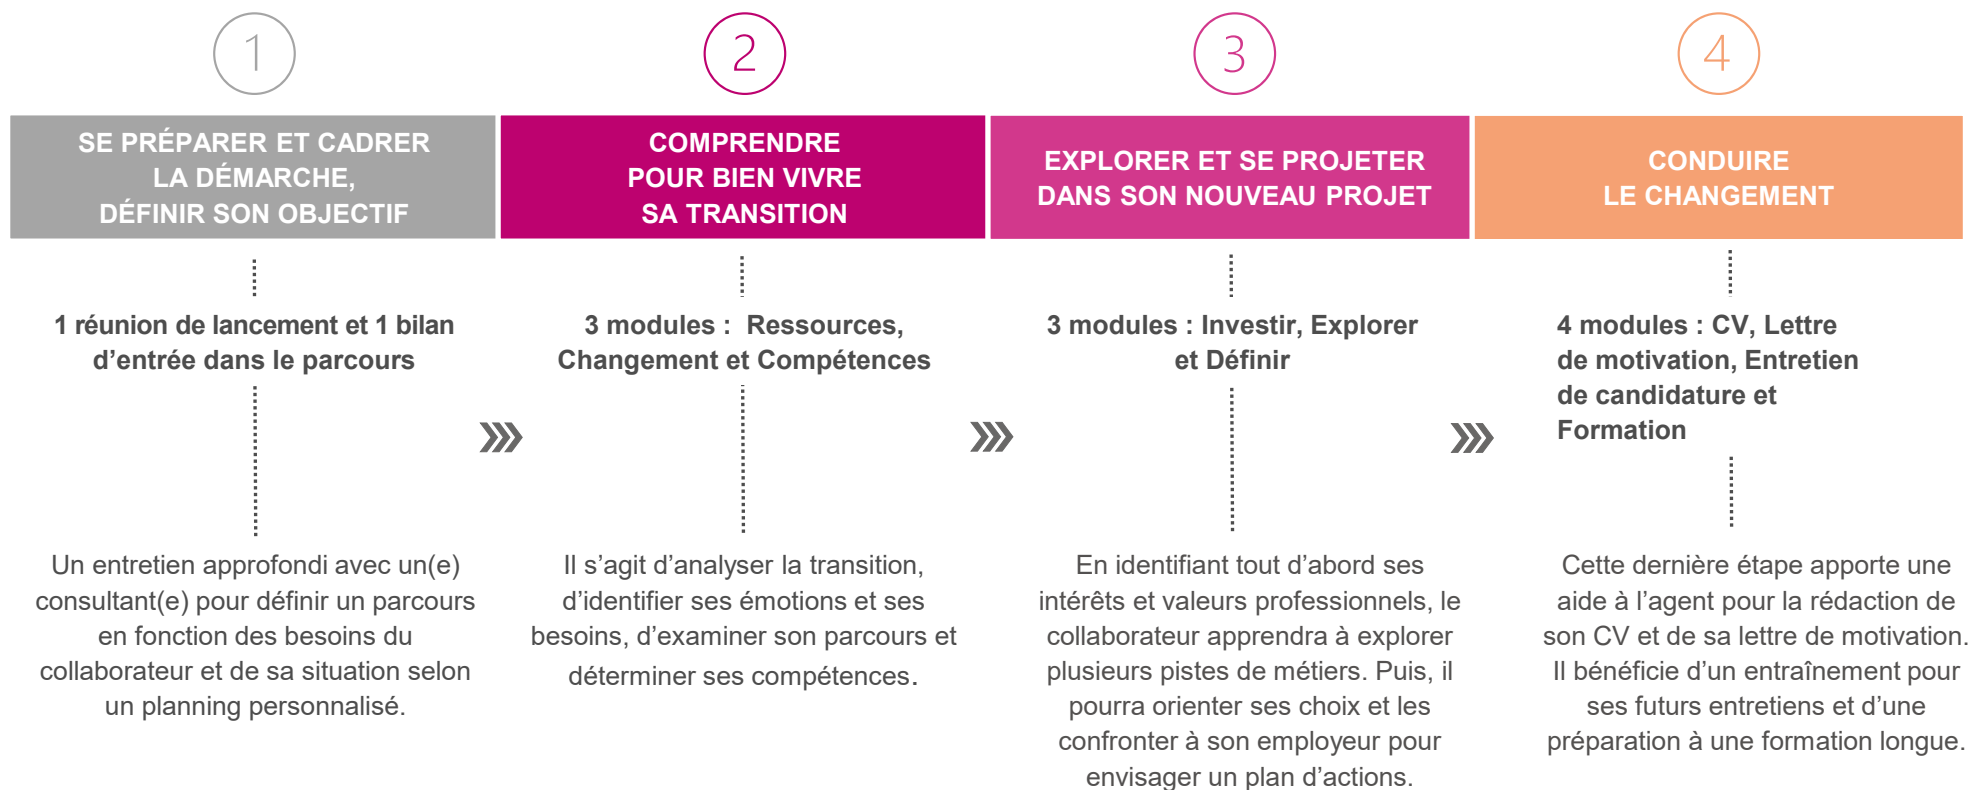 1
SE PRÉPARER ET CADRER
LA DÉMARCHE,
DÉFINIR SON OBJECTIF
1 réunion de lancement et 1 bilan
d’entrée dans le parcours
Un entretien approfondi avec un(e)
consultant(e) pour définir un parcours
en fonction des besoins du
collaborateur et de sa situation selon
un planning personnalisé.
2
COMPRENDRE
POUR BIEN VIVRE
SA TRANSITION
3 modules :  Ressources,
Changement et Compétences
Il s’agit d’analyser la transition,
d’identifier ses émotions et ses
besoins, d’examiner son parcours et
déterminer ses compétences.
3
EXPLORER ET SE PROJETER
DANS SON NOUVEAU PROJET
3 modules : Investir, Explorer
et Définir
En identifiant tout d’abord ses
intérêts et valeurs professionnels, le
collaborateur apprendra à explorer
plusieurs pistes de métiers. Puis, il
pourra orienter ses choix et les
confronter à son employeur pour
envisager un plan d’actions.
4
CONDUIRE
LE CHANGEMENT
4 modules : CV, Lettre
de motivation, Entretien
de candidature et
Formation
Cette dernière étape apporte une
aide à l’agent pour la rédaction de
son CV et de sa lettre de motivation.
Il bénéficie d’un entraînement pour
ses futurs entretiens et d’une
préparation à une formation longue.